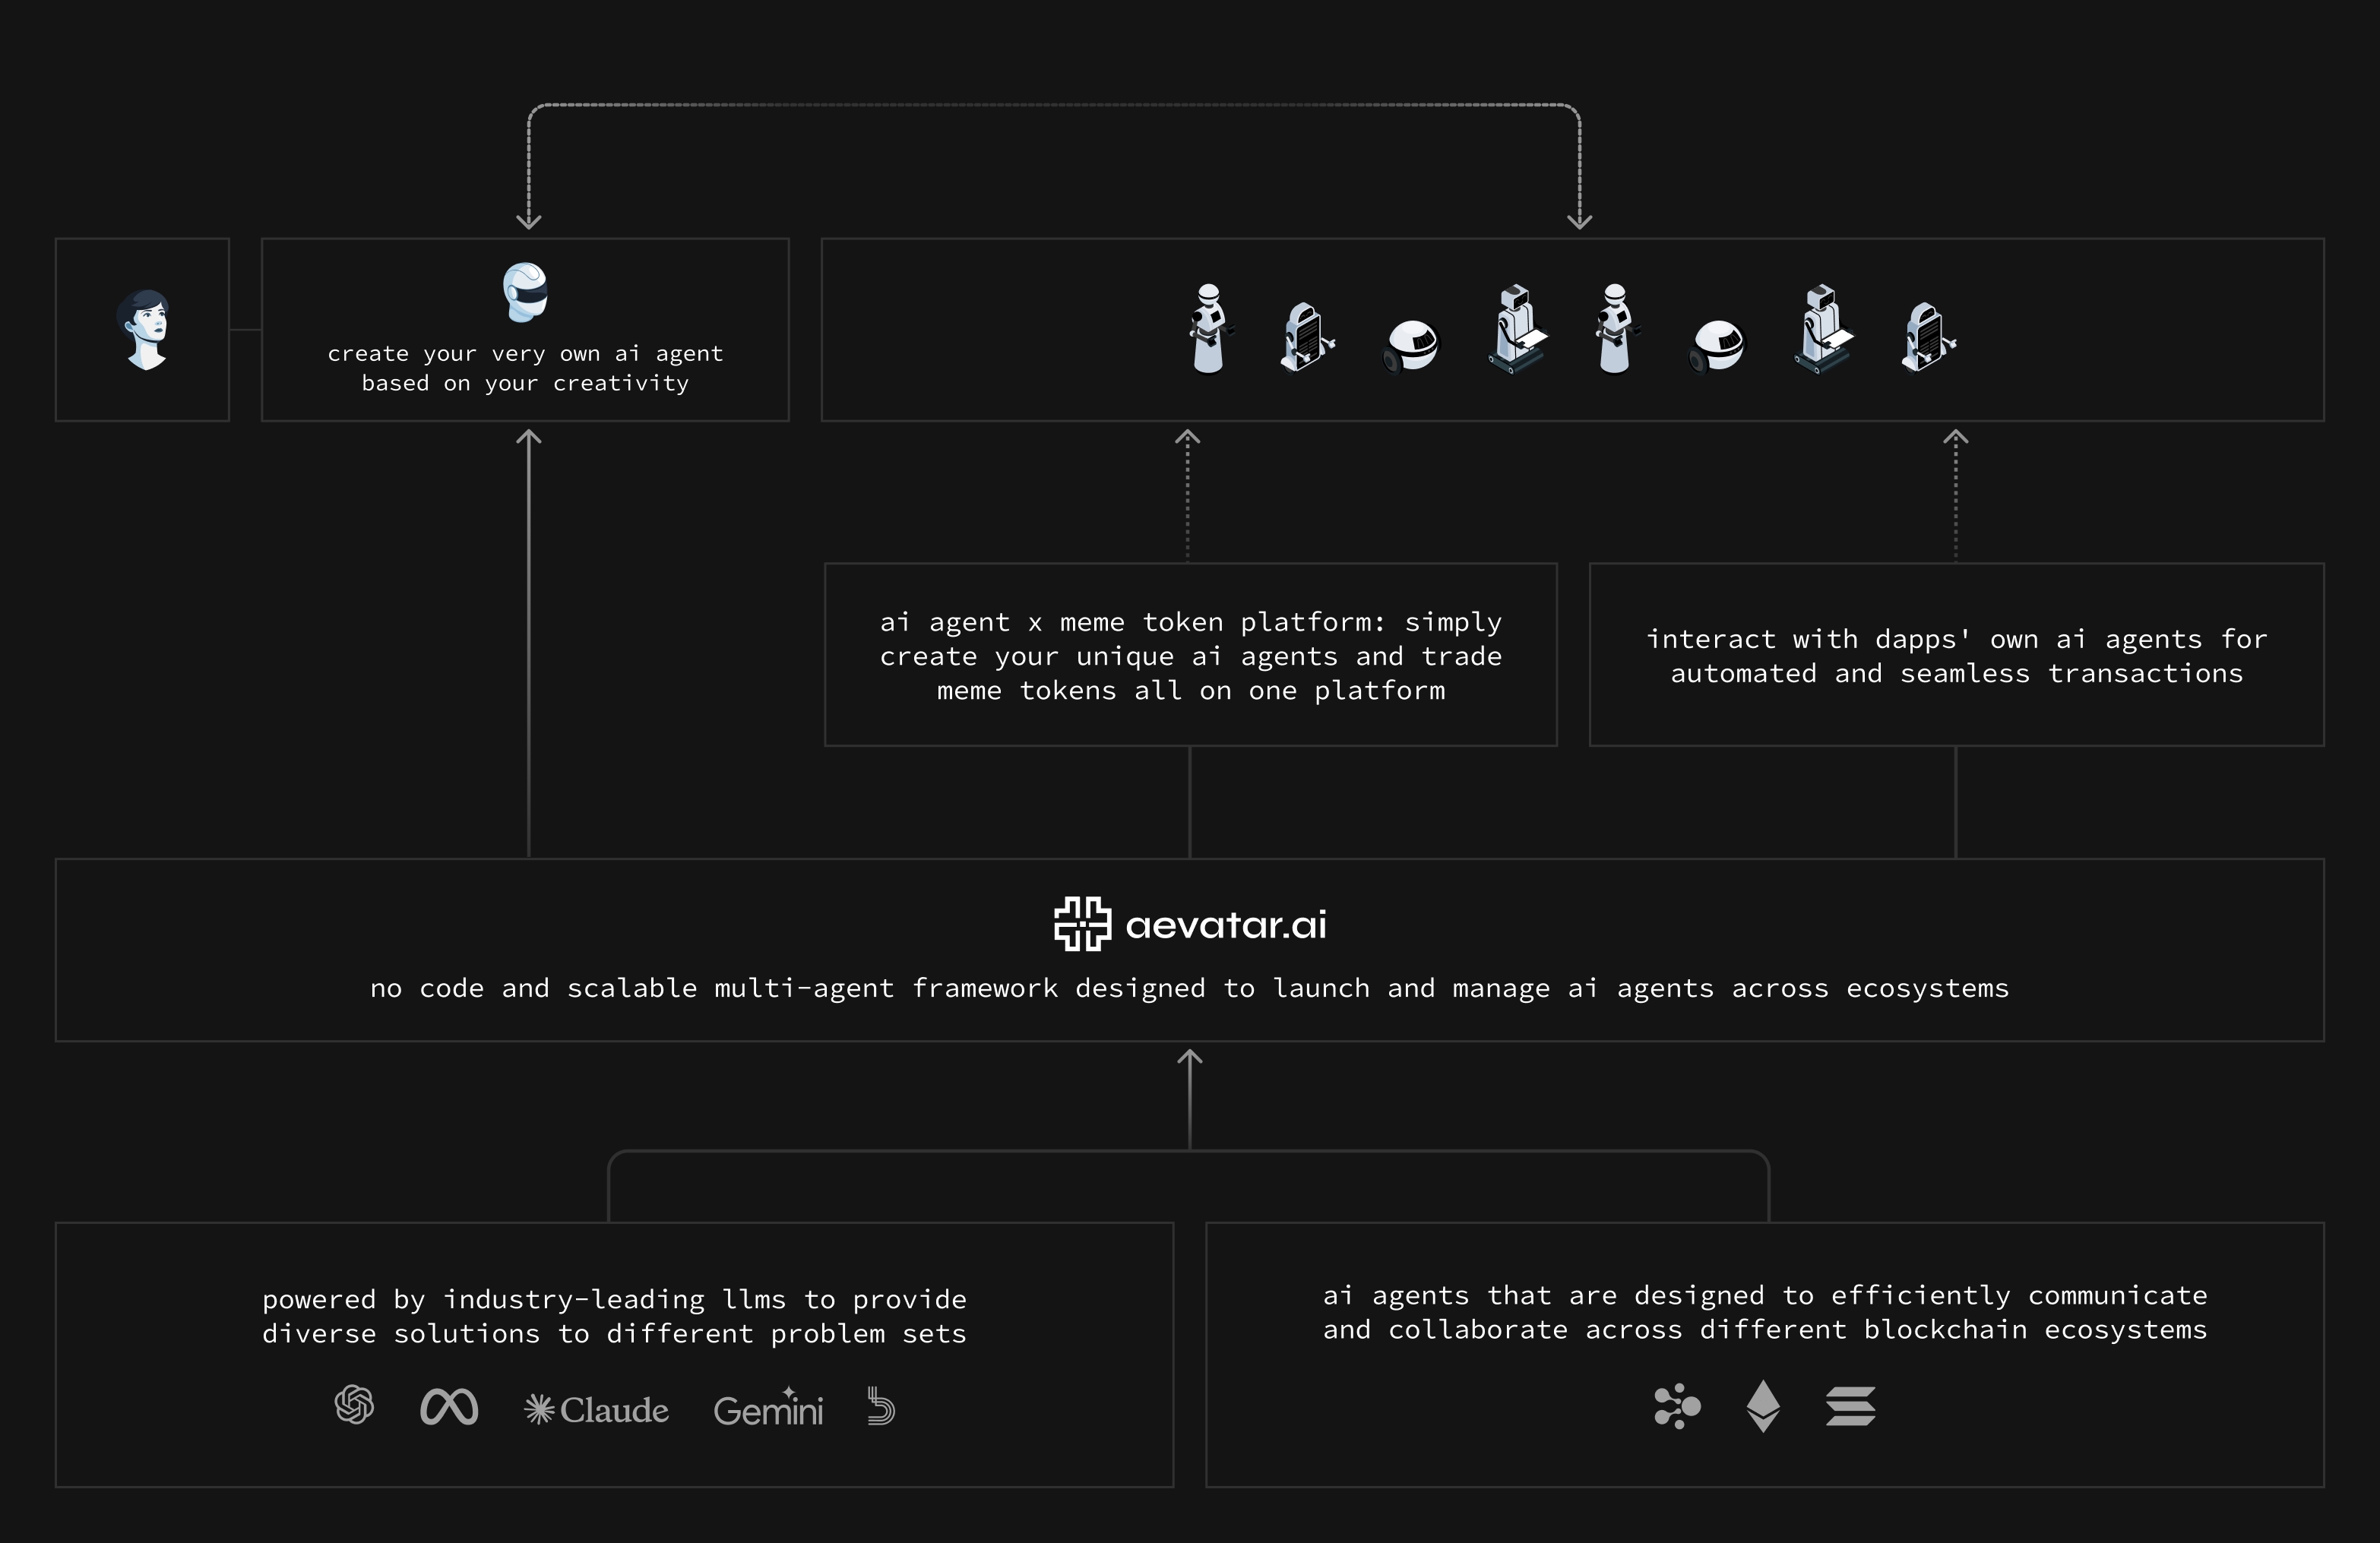 create your very own ai agent
based on your creativity
ai agent x meme token platform: simply
create your unique ai agents and trade
meme tokens all on one platform
interact with dapps' own ai agents for
automated and seamless transactions
aevatar.ai
no code and scalable multi-agent framework designed to launch and manage ai agents across ecosystems
powered by industry-leading llms to provide
diverse solutions to different problem sets
Claude
Gemini
ai agents that are designed to efficiently communicate
and collaborate across different blockchain ecosystems